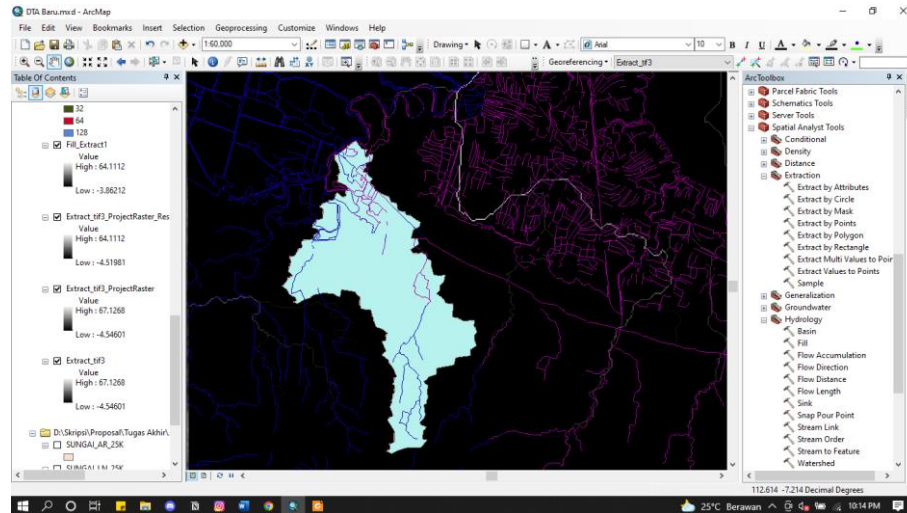 DTA Baru.mxd - ArcMap
File Edit View Bookmarks Insert Selection Geoprocessing Customize Windows Help
1:60,000
Drawing
Arial
10
B I U A
Georeferencing
Extract_tif3
Table Of Contents
32
64
128
Fill_Extract1
Value
High : 64.1112
Low : -3.86212
Extract_tif3_ProjectRaster_Res
Value
High : 64.1112
Low : -4.51981
Extract_tif3_ProjectRaster
Value
High : 67.1268
Low : -4.54601
Extract_tif3
Value
High : 67.1268
Low : -4.54601
D:\Skripsi\Proposal\Tugas Akhir\
SUNGAI_AR_25K
SUNGAI_LN_25K
ArcToolbox
Parcel Fabric Tools
Schematics Tools
Server Tools
Spatial Analyst Tools
Conditional
Density
Distance
Extraction
Extract by Attributes
Extract by Circle
Extract by Mask
Extract by Points
Extract by Polygon
Extract by Rectangle
Extract Multi Values to Poir
Extract Values to Points
Sample
Generalization
Groundwater
Hydrology
Basin
Fill
Flow Accumulation
Flow Direction
Flow Distance
Flow Length
Sink
Snap Pour Point
Stream Link
Stream Order
Stream to Feature
Watershed
112.614 -7.214 Decimal Degrees
25°C Berawan
10:14 PM